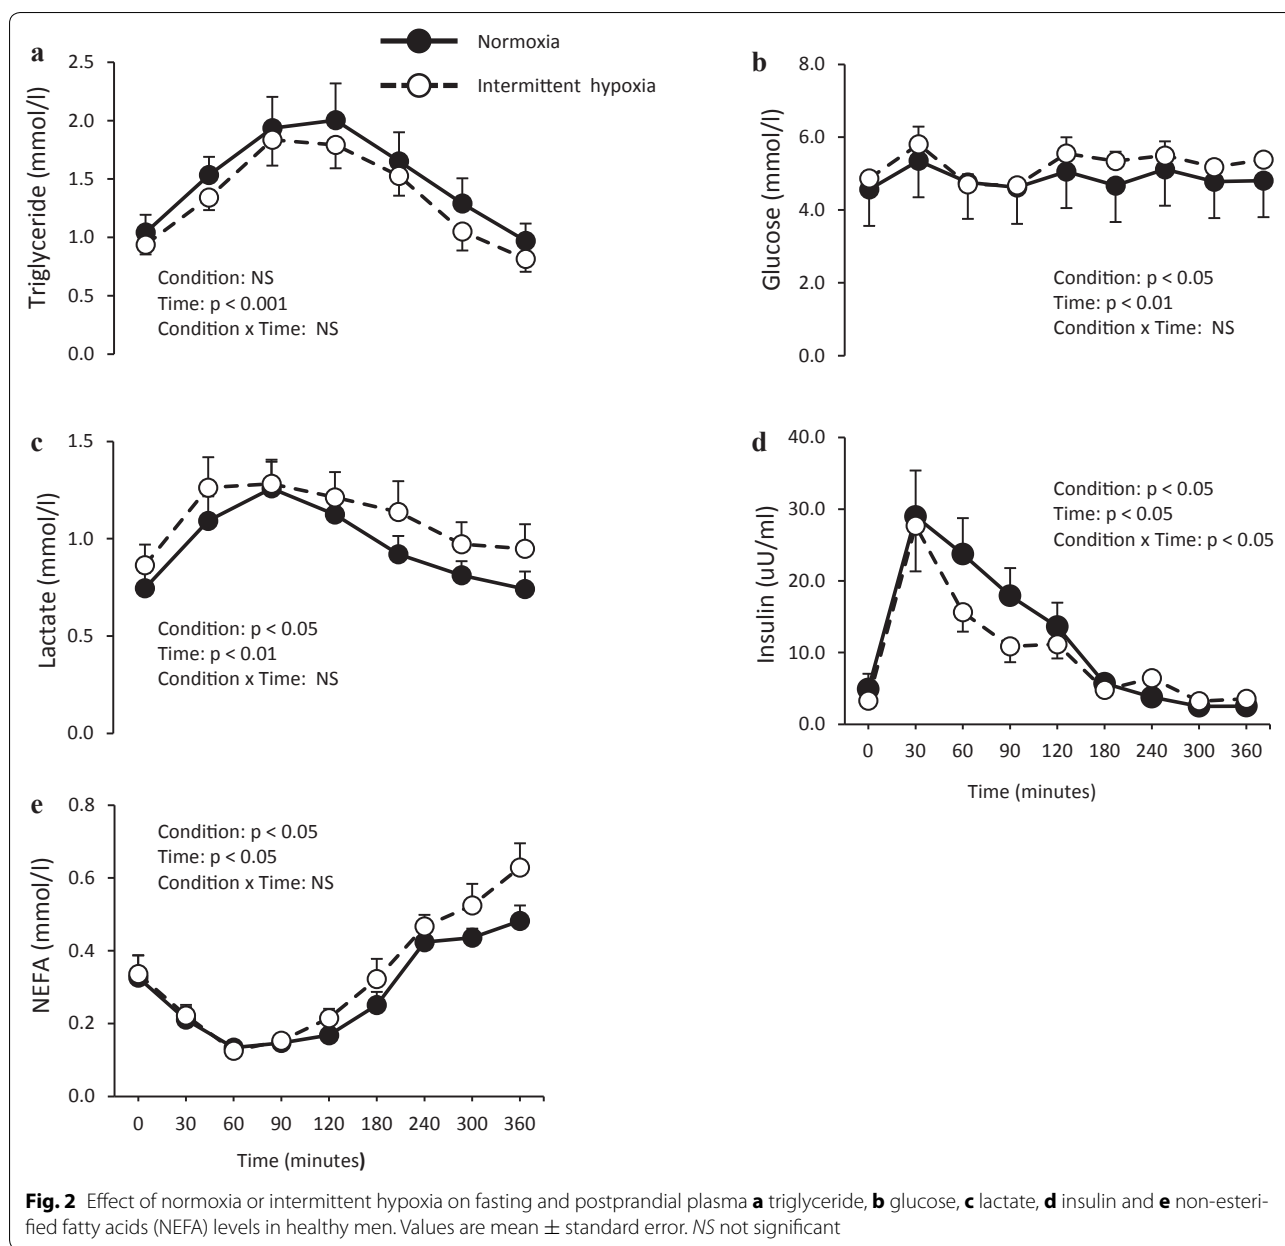 a
Normoxia
Intermittent hypoxia
Triglyceride (mmol/l)
2.5
2.0
1.5
1.0
0.5
0.0
Condition: NS
Time: p < 0.001
Condition x Time: NS
b
Glucose (mmol/l)
8.0
6.0
4.0
2.0
0.0
Condition: p < 0.05
Time: p < 0.01
Condition x Time: NS
c
Lactate (mmol/l)
1.5
1.0
0.5
0.0
Condition: p < 0.05
Time: p < 0.01
Condition x Time: NS
d
Insulin (uU/ml)
40.0
30.0
20.0
10.0
0.0
Condition: p < 0.05
Time: p < 0.05
Condition x Time: p < 0.05
0 30 60 90 120 180 240 300 360
Time (minutes)
e
NEFA (mmol/l)
0.8
0.6
0.4
0.2
0.0
Condition: p < 0.05
Time: p < 0.05
Condition x Time: NS
0 30 60 90 120 180 240 300 360
Time (minutes)
Fig. 2 Effect of normoxia or intermittent hypoxia on fasting and postprandial plasma a triglyceride, b glucose, c lactate, d insulin and e non-esteri-
fied fatty acids (NEFA) levels in healthy men. Values are mean ± standard error. NS not significant